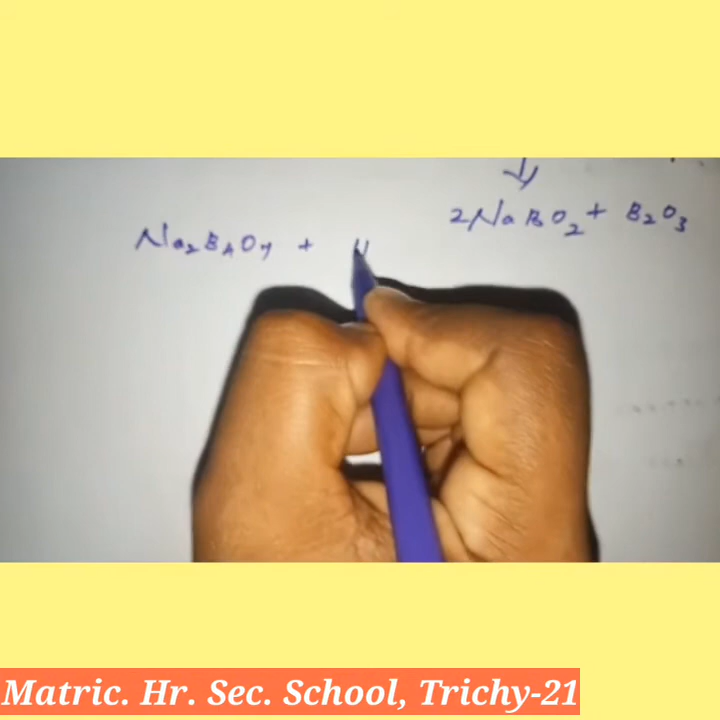 ↓
2NaBO₂ + B₂O₃
Na₂B₄O₇ +
Matric. Hr. Sec. School, Trichy-21